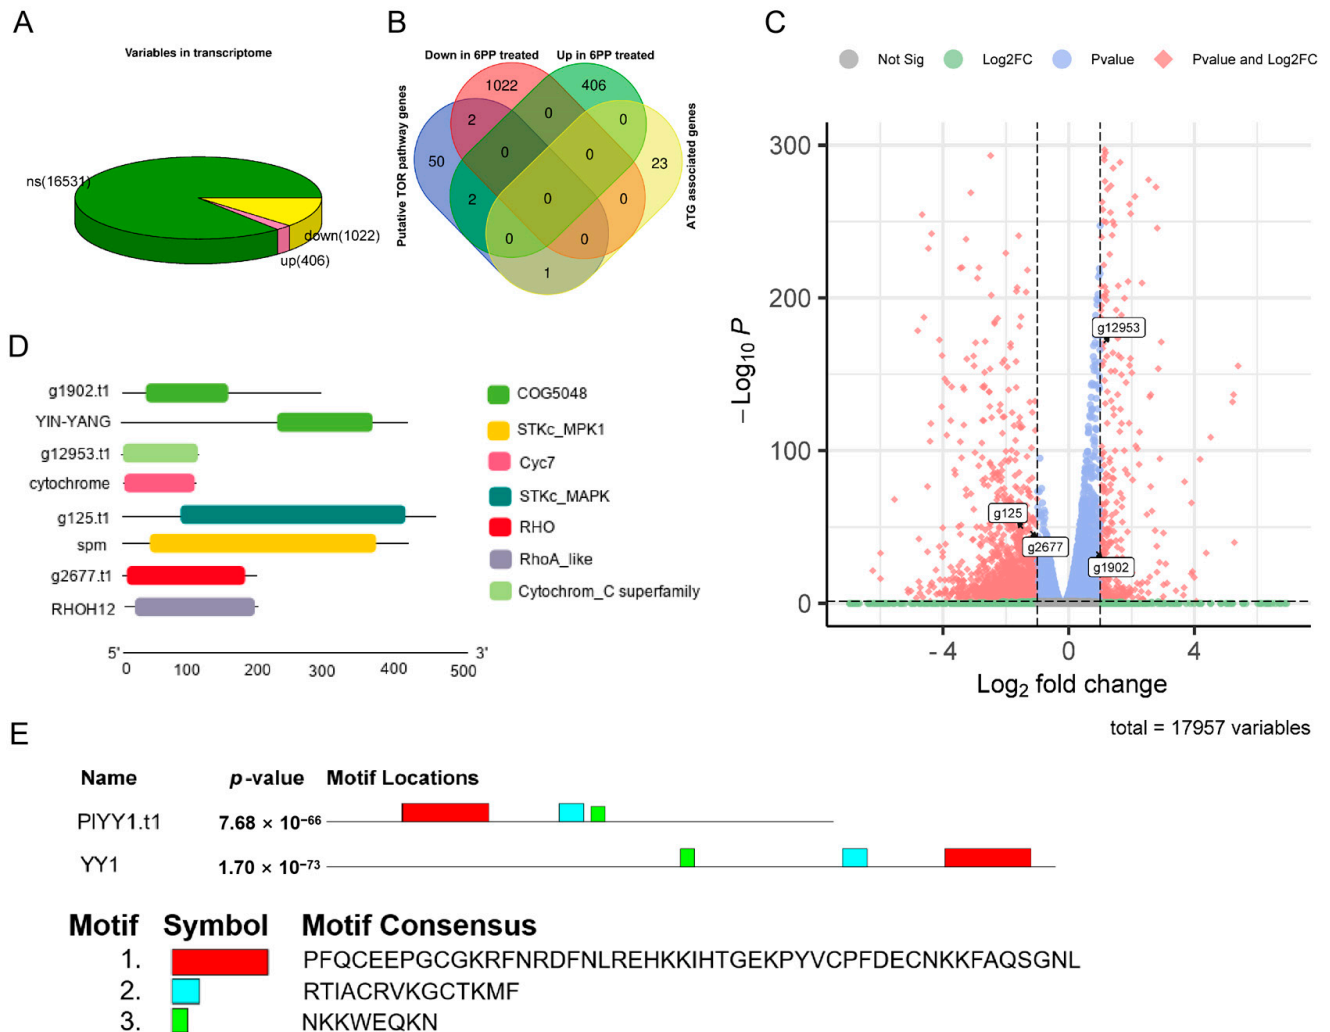 A
Variables in transcriptome
ns(16531)
down(1022)
up(406)
B
Down in 6PP treated
Up in 6PP treated
Putative TOR pathway genes
ATG associated genes
1022
406
2
0
0
50
0
0
23
2
0
0
0
0
1
C
Not Sig
Log2FC
Pvalue
Pvalue and Log2FC
–Log10 P
300
200
100
0
g12953
g125
g2677
g1902
-4
0
4
Log2 fold change
total = 17957 variables
D
g1902.t1
YIN-YANG
g12953.t1
cytochrome
g125.t1
spm
g2677.t1
RHOH12
COG5048
STKc_MPK1
Cyc7
STKc_MAPK
RHO
RhoA_like
Cytochrom_C superfamily
5' 3'
0 100 200 300 400 500
E
Name p-value Motif Locations
PIYY1.t1 7.68 × 10–66
YY1 1.70 × 10–73
Motif Symbol Motif Consensus
1. PFQCEEPGCGKRFNRDFNLREHKKIHTGEKPYVCPFDECNKKFAQSGNL
2. RTIACRVKGCTKMF
3. NKKWEQKN